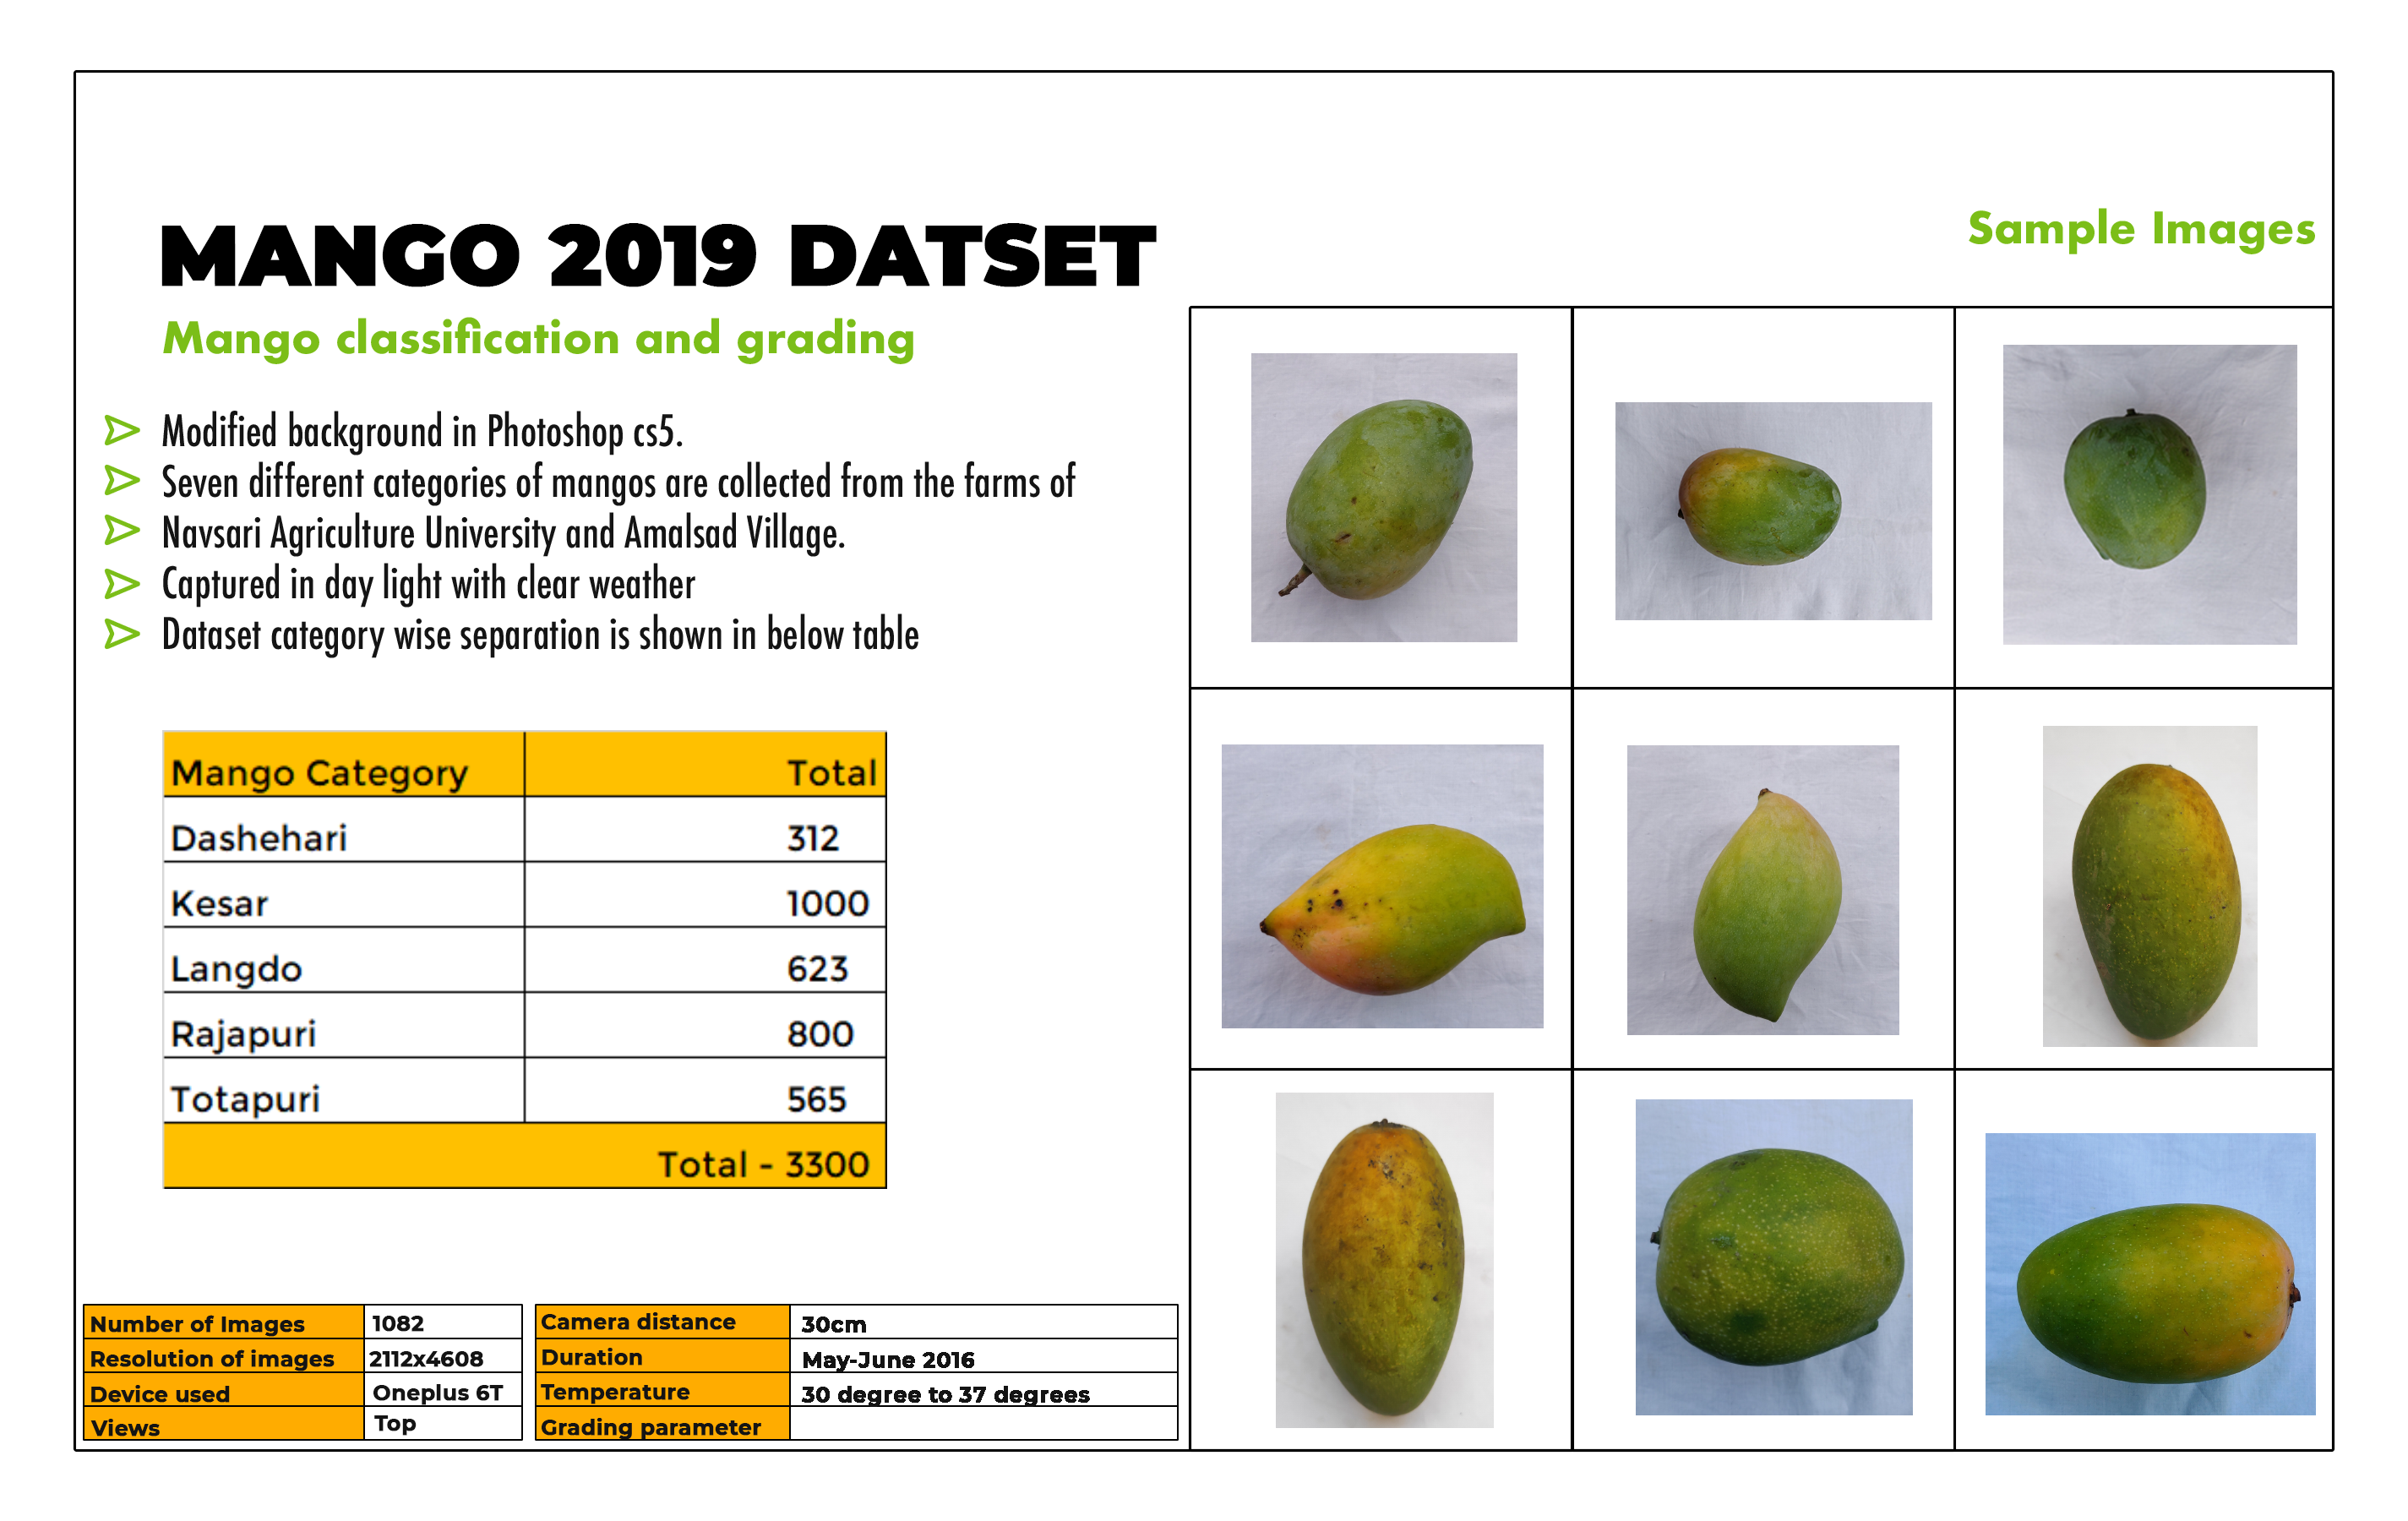 MANGO 2019 DATSET
Mango classification and grading
Modified background in Photoshop cs5.
Seven different categories of mangos are collected from the farms of
Navsari Agriculture University and Amalsad Village.
Captured in day light with clear weather
Dataset category wise separation is shown in below table
Mango Category Total
Dashehari 312
Kesar 1000
Langdo 623
Rajapuri 800
Totapuri 565
Total - 3300
Number of Images 1082
Resolution of images 2112x4608
Device used Oneplus 6T
Views Top
Camera distance 30cm
Duration May-June 2016
Temperature 30 degree to 37 degrees
Grading parameter
Sample Images